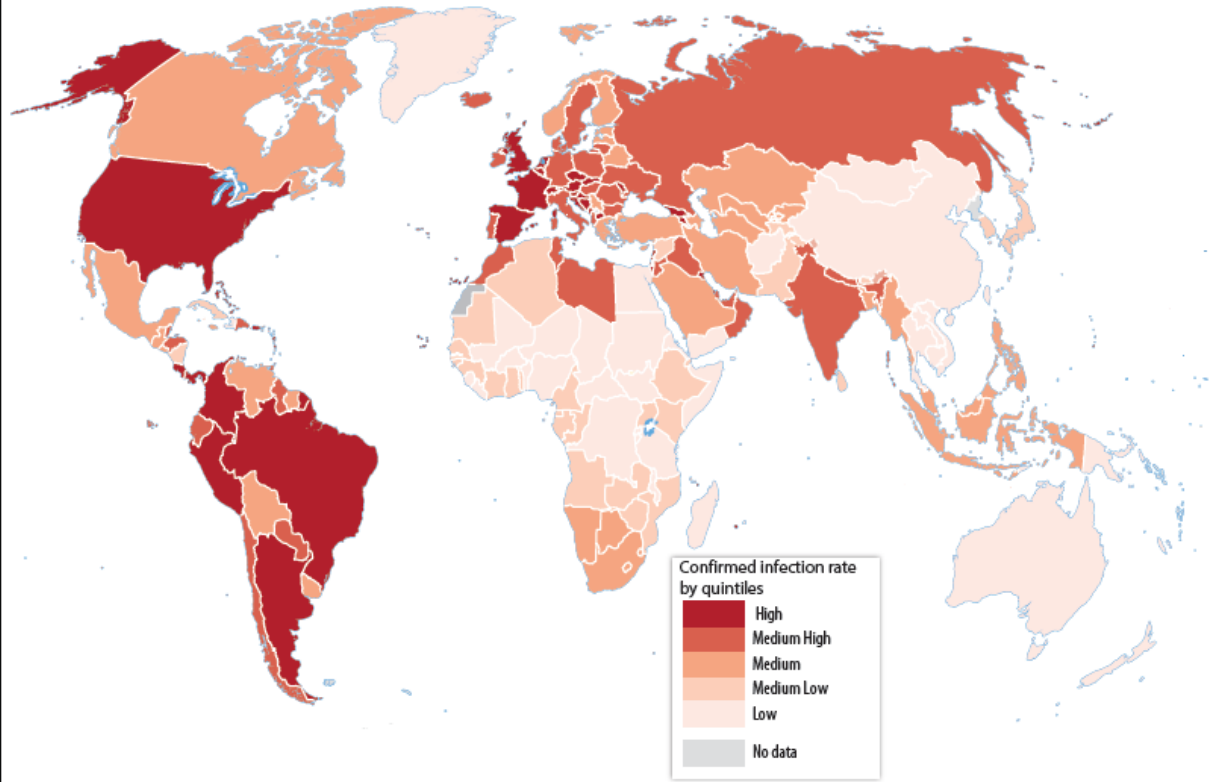 Confirmed infection rate
by quintiles
High
Medium High
Medium
Medium Low
Low
No data